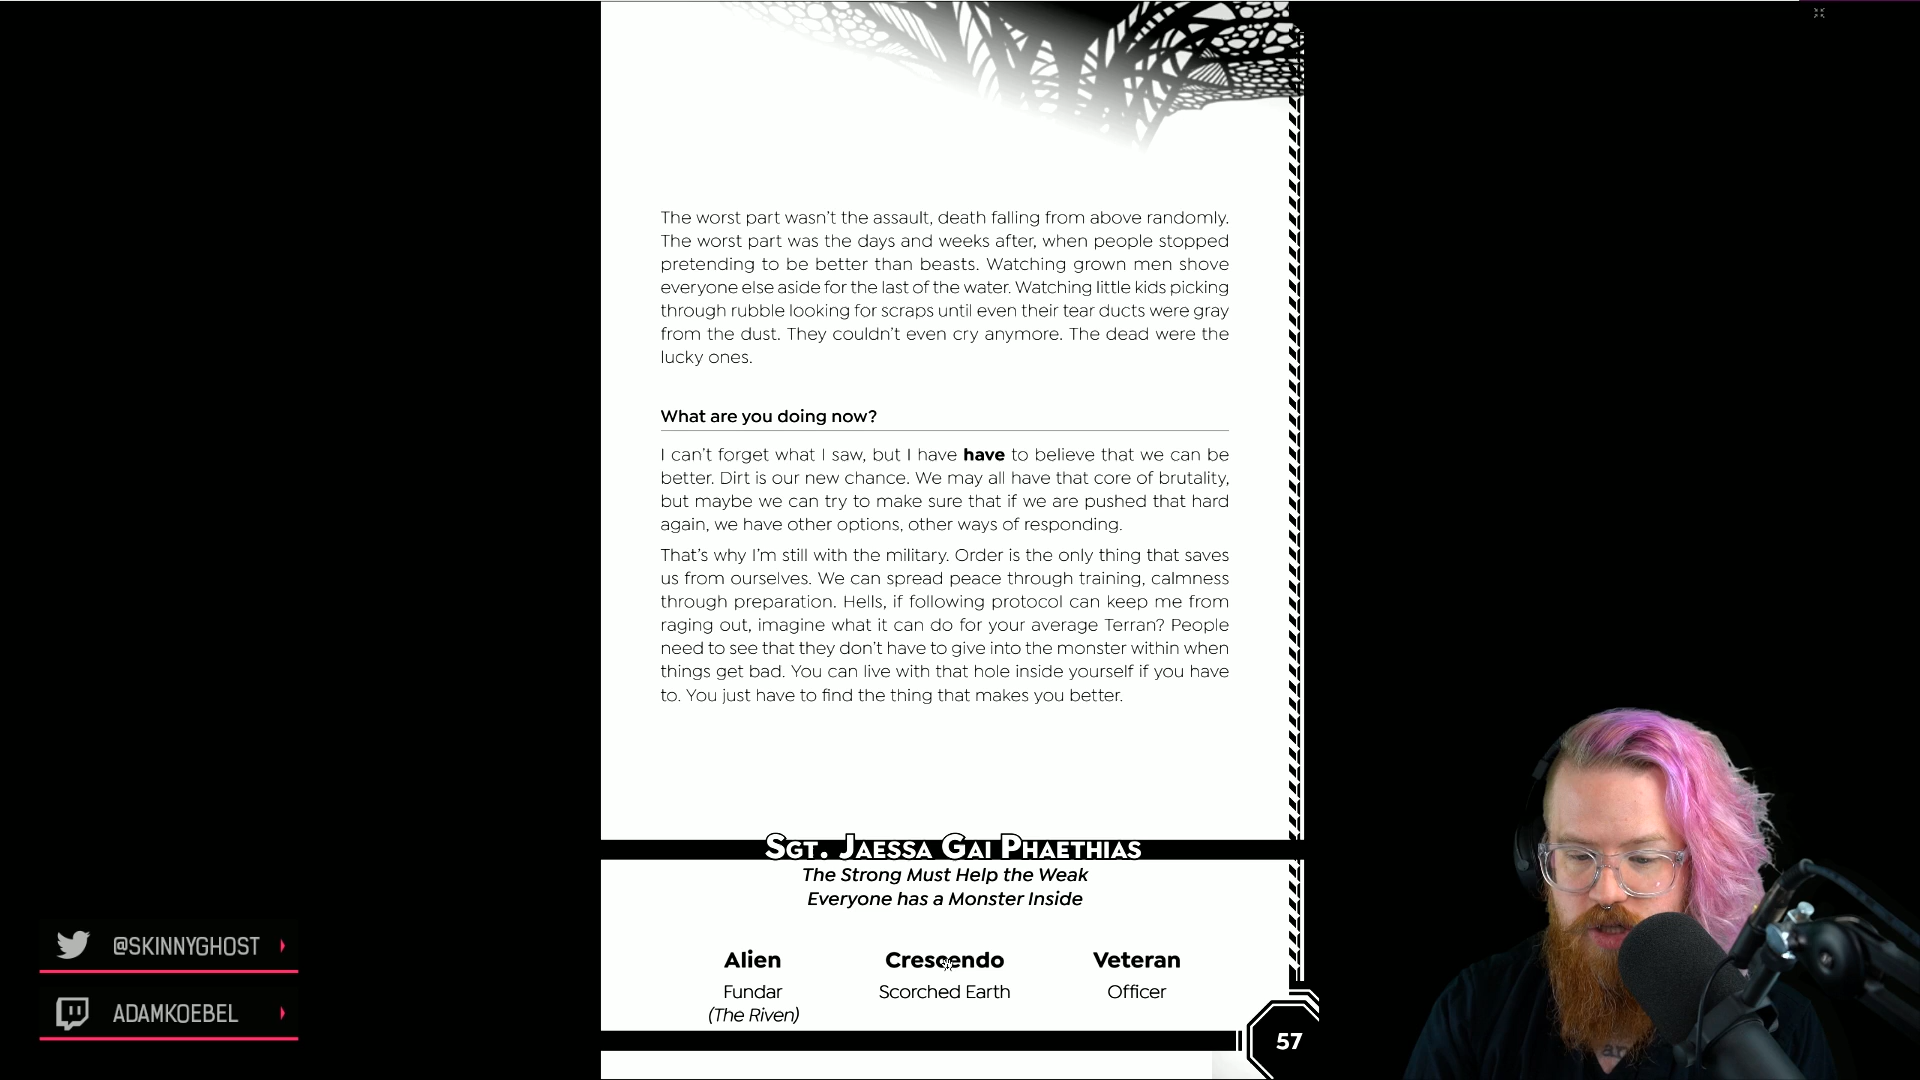 The worst part wasn't the assault, death falling from above randomly.
The worst part was the days and weeks after, when people stopped
pretending to be better than beasts. Watching grown men shove
everyone else aside for the last of the water. Watching little kids picking
through rubble looking for scraps until even their tear ducts were gray
from the dust. They couldn't even cry anymore. The dead were the
lucky ones.
What are you doing now?
I can't forget what I saw, but I have have to believe that we can be
better. Dirt is our new chance. We may all have that core of brutality,
but maybe we can try to make sure that if we are pushed that hard
again, we have other options, other ways of responding.
That's why I'm still with the military. Order is the only thing that saves
us from ourselves. We can spread peace through training, calmness
through preparation. Hells, if following protocol can keep me from
raging out, imagine what it can do for your average Terran? People
need to see that they don't have to give into the monster within when
things get bad. You can live with that hole inside yourself if you have
to. You just have to find the thing that makes you better.
Sgt. Jaessa Gai Phaethias
The Strong Must Help the Weak
Everyone has a Monster Inside
Alien Crescendo Veteran
Fundar Scorched Earth Officer
(The Riven)
57
@SKINNYGHOST
ADAMKOEBEL